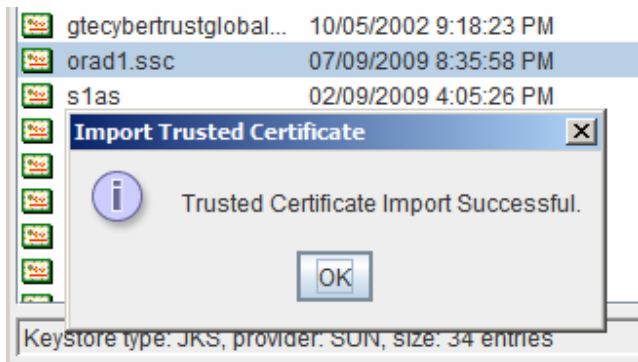 gtecybertrustglobal... 10/05/2002 9:18:23 PM
orad1.ssc 07/09/2009 8:35:58 PM
s1as 02/09/2009 4:05:26 PM
Import Trusted Certificate
Trusted Certificate Import Successful.
OK
Keystore type: JKS, provider: SUN, size: 34 entries